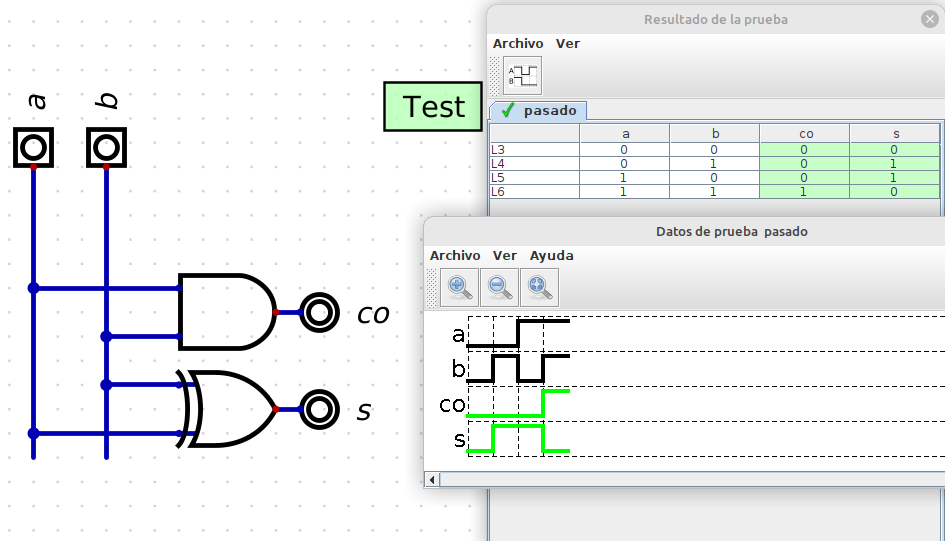 a
b
Test
co
s
Resultado de la prueba
Archivo Ver
A
B
pasado
a b co s
L3 0 0 0 0
L4 0 1 0 1
L5 1 0 0 1
L6 1 1 1 0
Datos de prueba pasado
Archivo Ver Ayuda
a
b
co
s